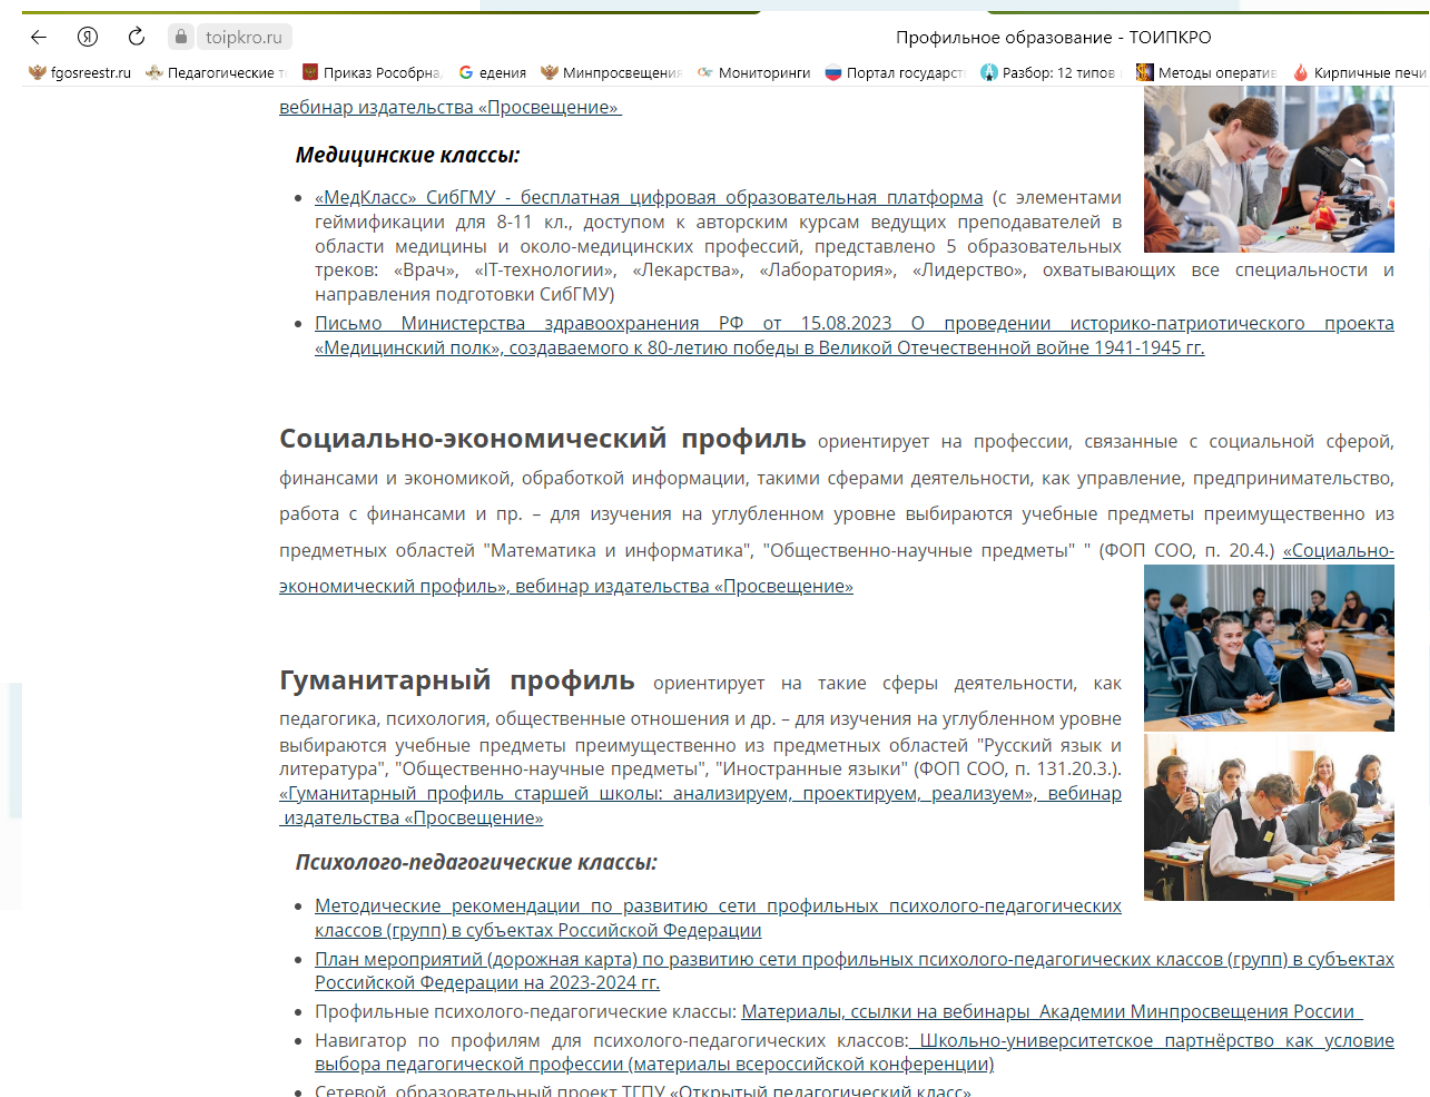 toipkro.ru
Профильное образование - ТОИПКРО
fgosreestr.ru Педагогические Приказ Рособрна едения Минпросвещения Мониторинги Портал государст Разбор: 12 типов Методы оператив Кирпичные печи
вебинар издательства «Просвещение»
Медицинские классы:
«МедКласс» СибГМУ - бесплатная цифровая образовательная платформа (с элементами
геймификации для 8-11 кл., доступом к авторским курсам ведущих преподавателей в
области медицины и около-медицинских профессий, представлено 5 образовательных
треков: «Врач», «IT-технологии», «Лекарства», «Лаборатория», «Лидерство», охватывающих все специальности и
направления подготовки СибГМУ)
Письмо Министерства здравоохранения РФ от 15.08.2023 О проведении историко-патриотического проекта
«Медицинский полк», создаваемого к 80-летию победы в Великой Отечественной войне 1941-1945 гг.
Социально-экономический профиль ориентирует на профессии, связанные с социальной сферой,
финансами и экономикой, обработкой информации, такими сферами деятельности, как управление, предпринимательство,
работа с финансами и пр. – для изучения на углубленном уровне выбираются учебные предметы преимущественно из
предметных областей "Математика и информатика", "Общественно-научные предметы" " (ФОП СОО, п. 20.4.) «Социально-
экономический профиль», вебинар издательства «Просвещение»
Гуманитарный профиль ориентирует на такие сферы деятельности, как
педагогика, психология, общественные отношения и др. – для изучения на углубленном уровне
выбираются учебные предметы преимущественно из предметных областей "Русский язык и
литература", "Общественно-научные предметы", "Иностранные языки" (ФОП СОО, п. 131.20.3.).
«Гуманитарный профиль старшей школы: анализируем, проектируем, реализуем», вебинар
издательства «Просвещение»
Психолого-педагогические классы:
Методические рекомендации по развитию сети профильных психолого-педагогических
классов (групп) в субъектах Российской Федерации
План мероприятий (дорожная карта) по развитию сети профильных психолого-педагогических классов (групп) в субъектах
Российской Федерации на 2023-2024 гг.
Профильные психолого-педагогические классы: Материалы, ссылки на вебинары Академии Минпросвещения России
Навигатор по профилям для психолого-педагогических классов: Школьно-университетское партнёрство как условие
выбора педагогической профессии (материалы всероссийской конференции)
Сетевой образовательный проект ТГПУ «Открытый педагогический класс»